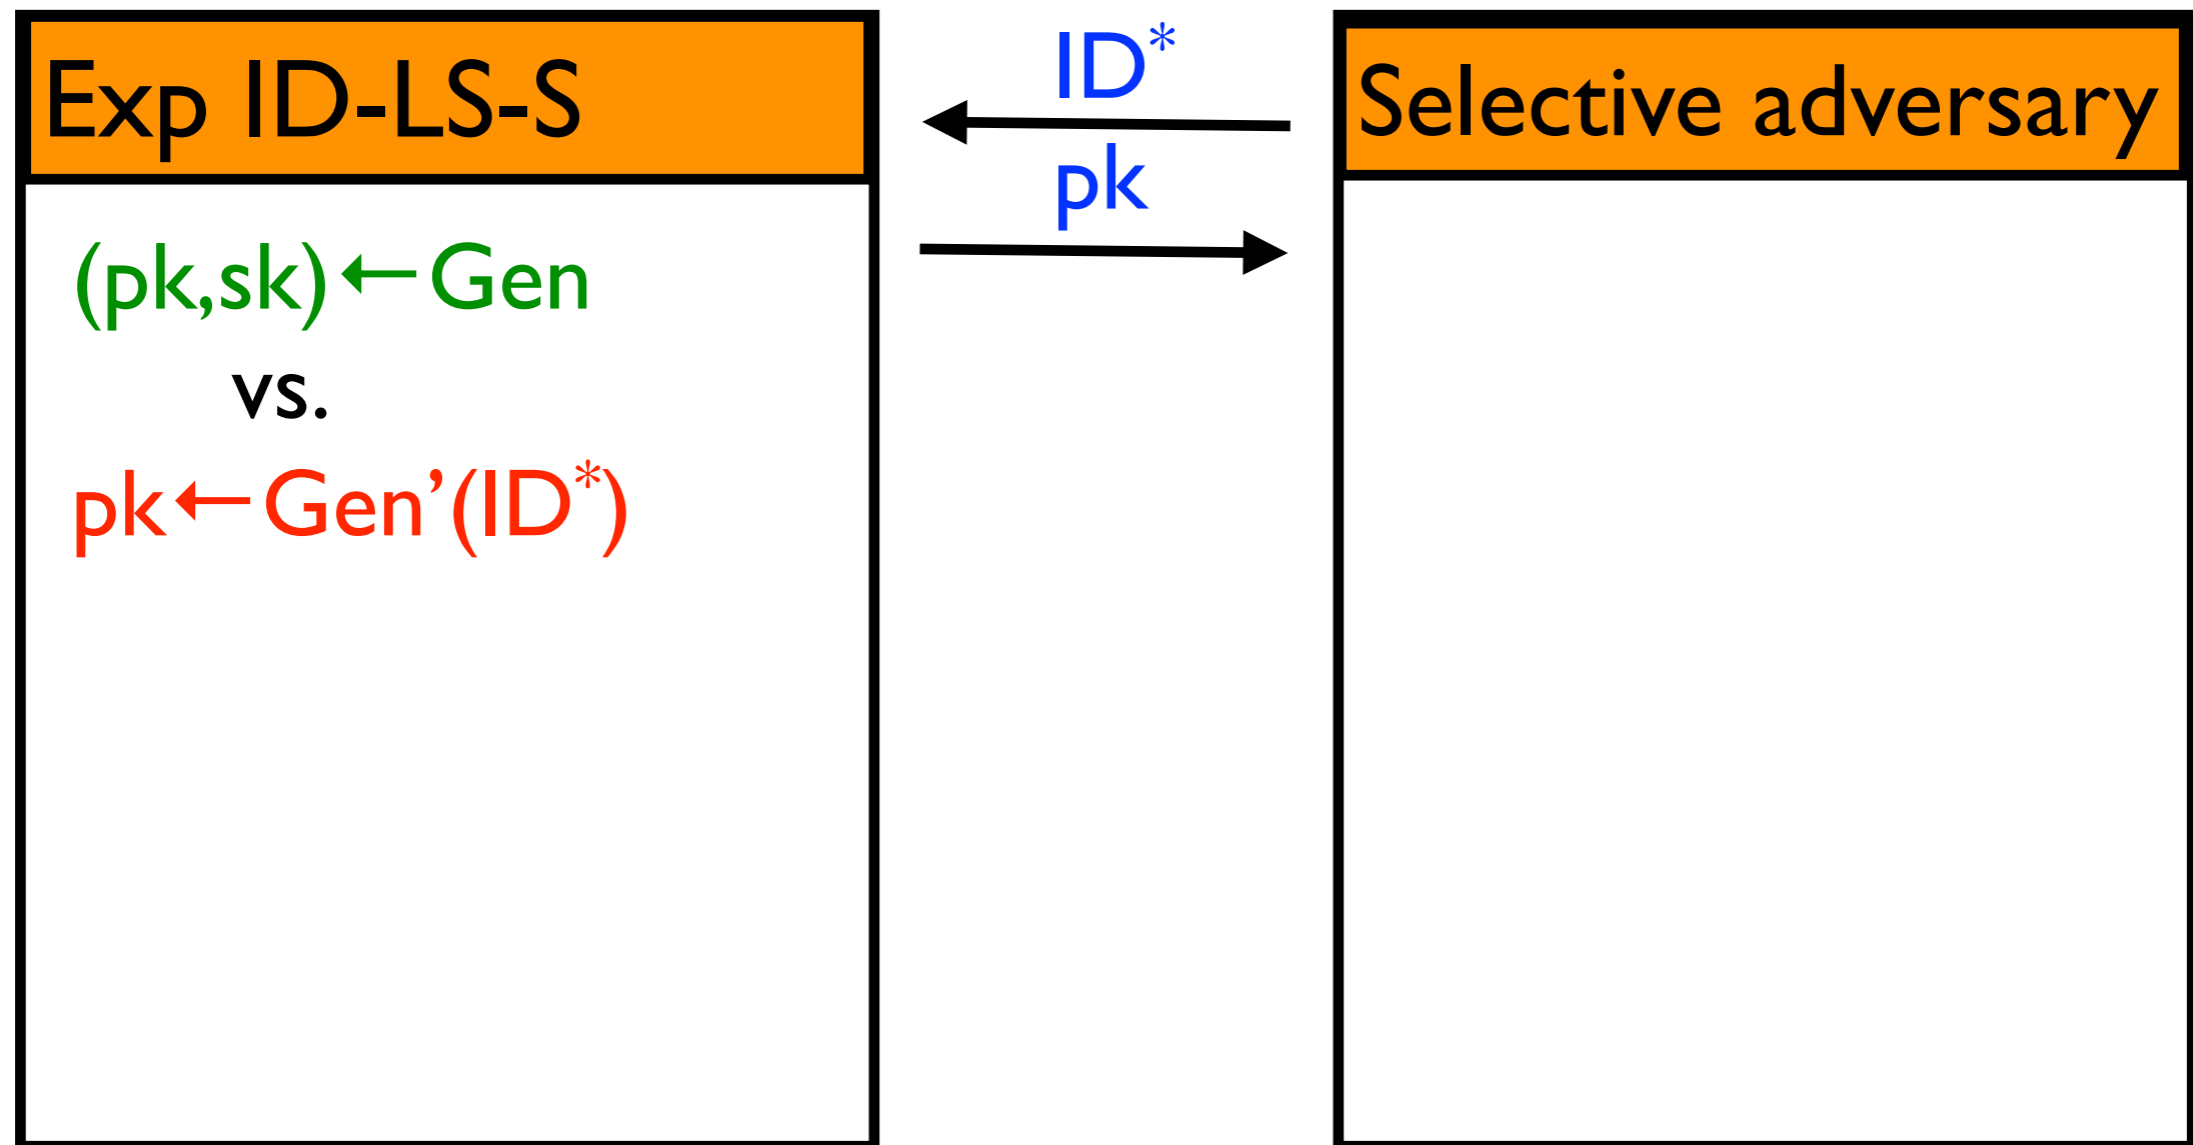 Exp ID-LS-S
ID*
pk
Selective adversary
(pk,sk)←Gen
vs.
pk←Gen’(ID*)